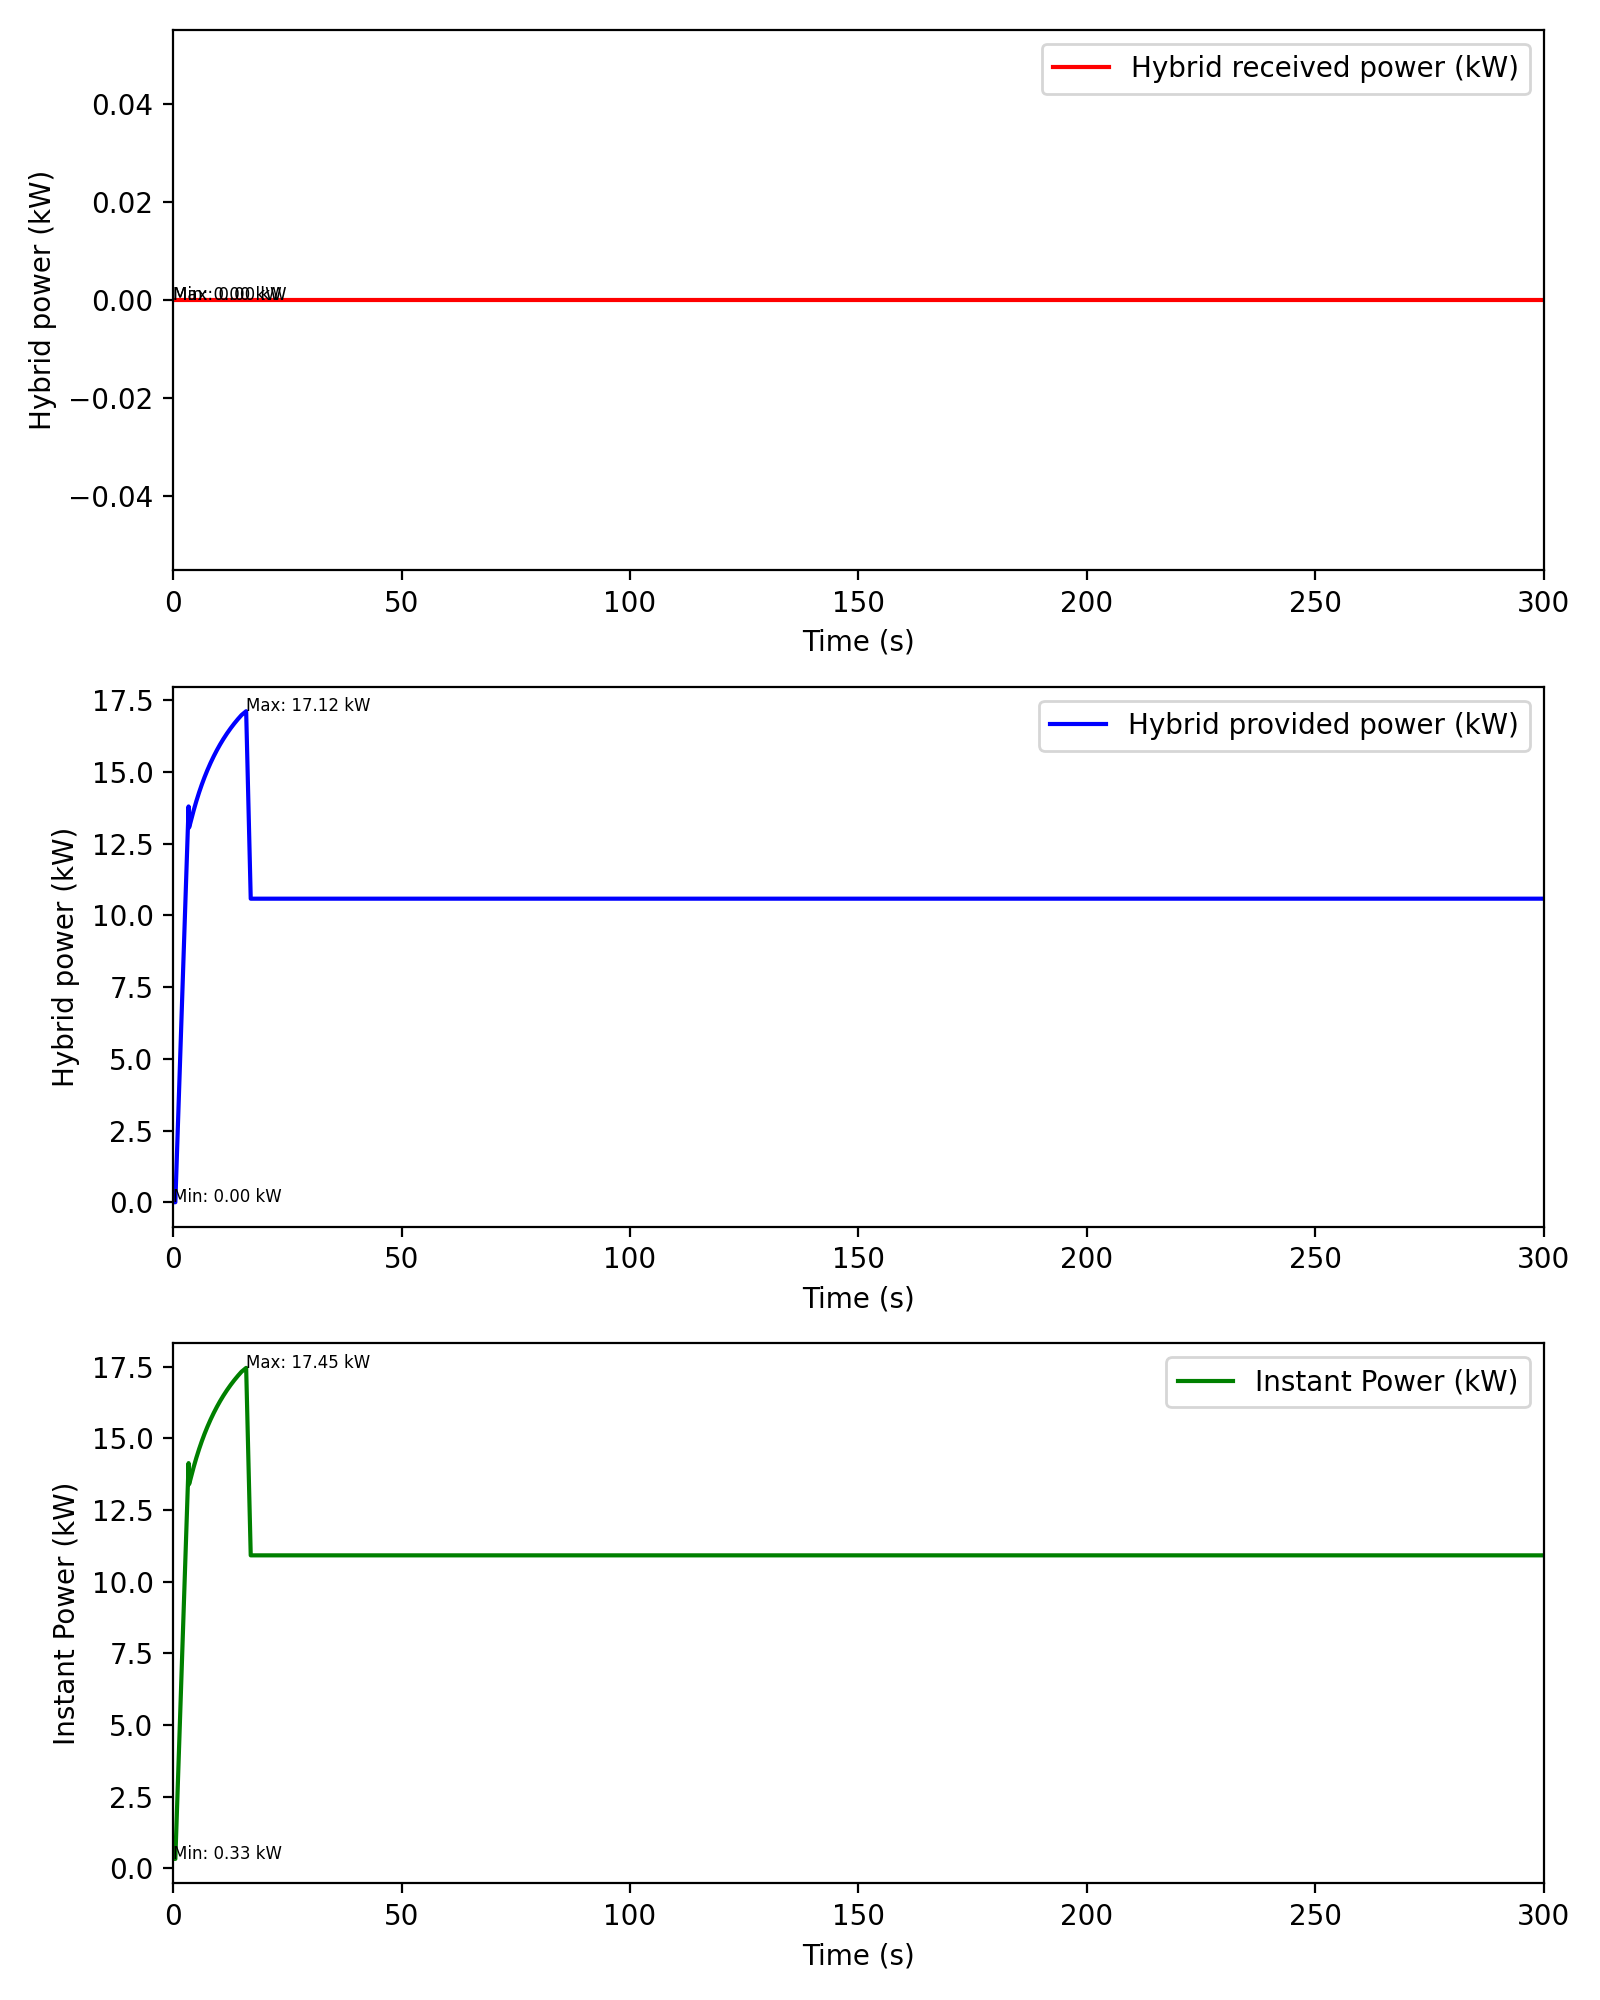 Hybrid received power (kW)
Hybrid power (kW)
0.04
0.02
0.00
−0.02
−0.04
0 50 100 150 200 250 300
Time (s)
Hybrid provided power (kW)
Max: 17.12 kW
Min: 0.00 kW
Hybrid power (kW)
17.5
15.0
12.5
10.0
7.5
5.0
2.5
0.0
0 50 100 150 200 250 300
Time (s)
Instant Power (kW)
Max: 17.45 kW
Min: 0.33 kW
Instant Power (kW)
17.5
15.0
12.5
10.0
7.5
5.0
2.5
0.0
0 50 100 150 200 250 300
Time (s)